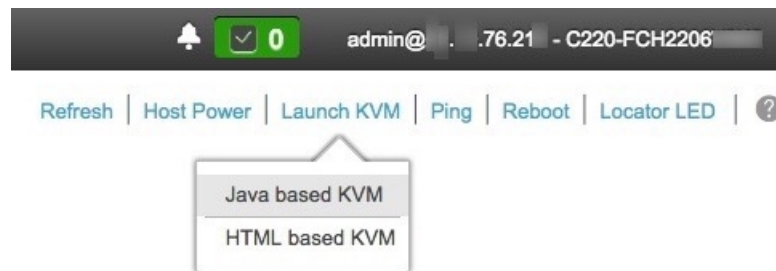 0 admin@ . .76.21 - C220-FCH2206
Refresh | Host Power | Launch KVM | Ping | Reboot | Locator LED | ?
Java based KVM
HTML based KVM